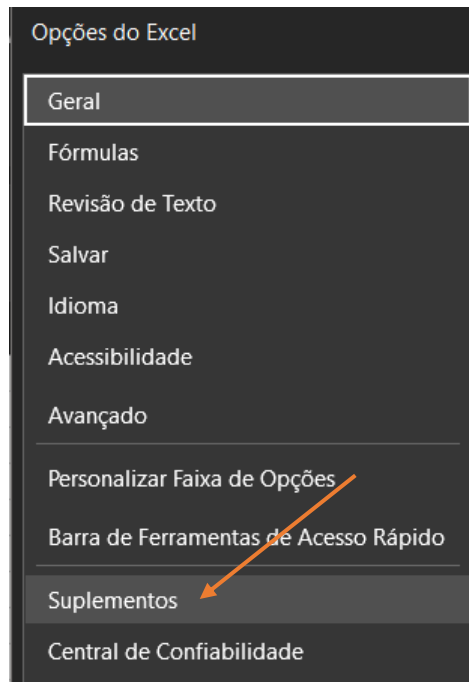 Opções do Excel
Geral
Fórmulas
Revisão de Texto
Salvar
Idioma
Acessibilidade
Avançado
Personalizar Faixa de Opções
Barra de Ferramentas de Acesso Rápido
Suplementos
Central de Confiabilidade